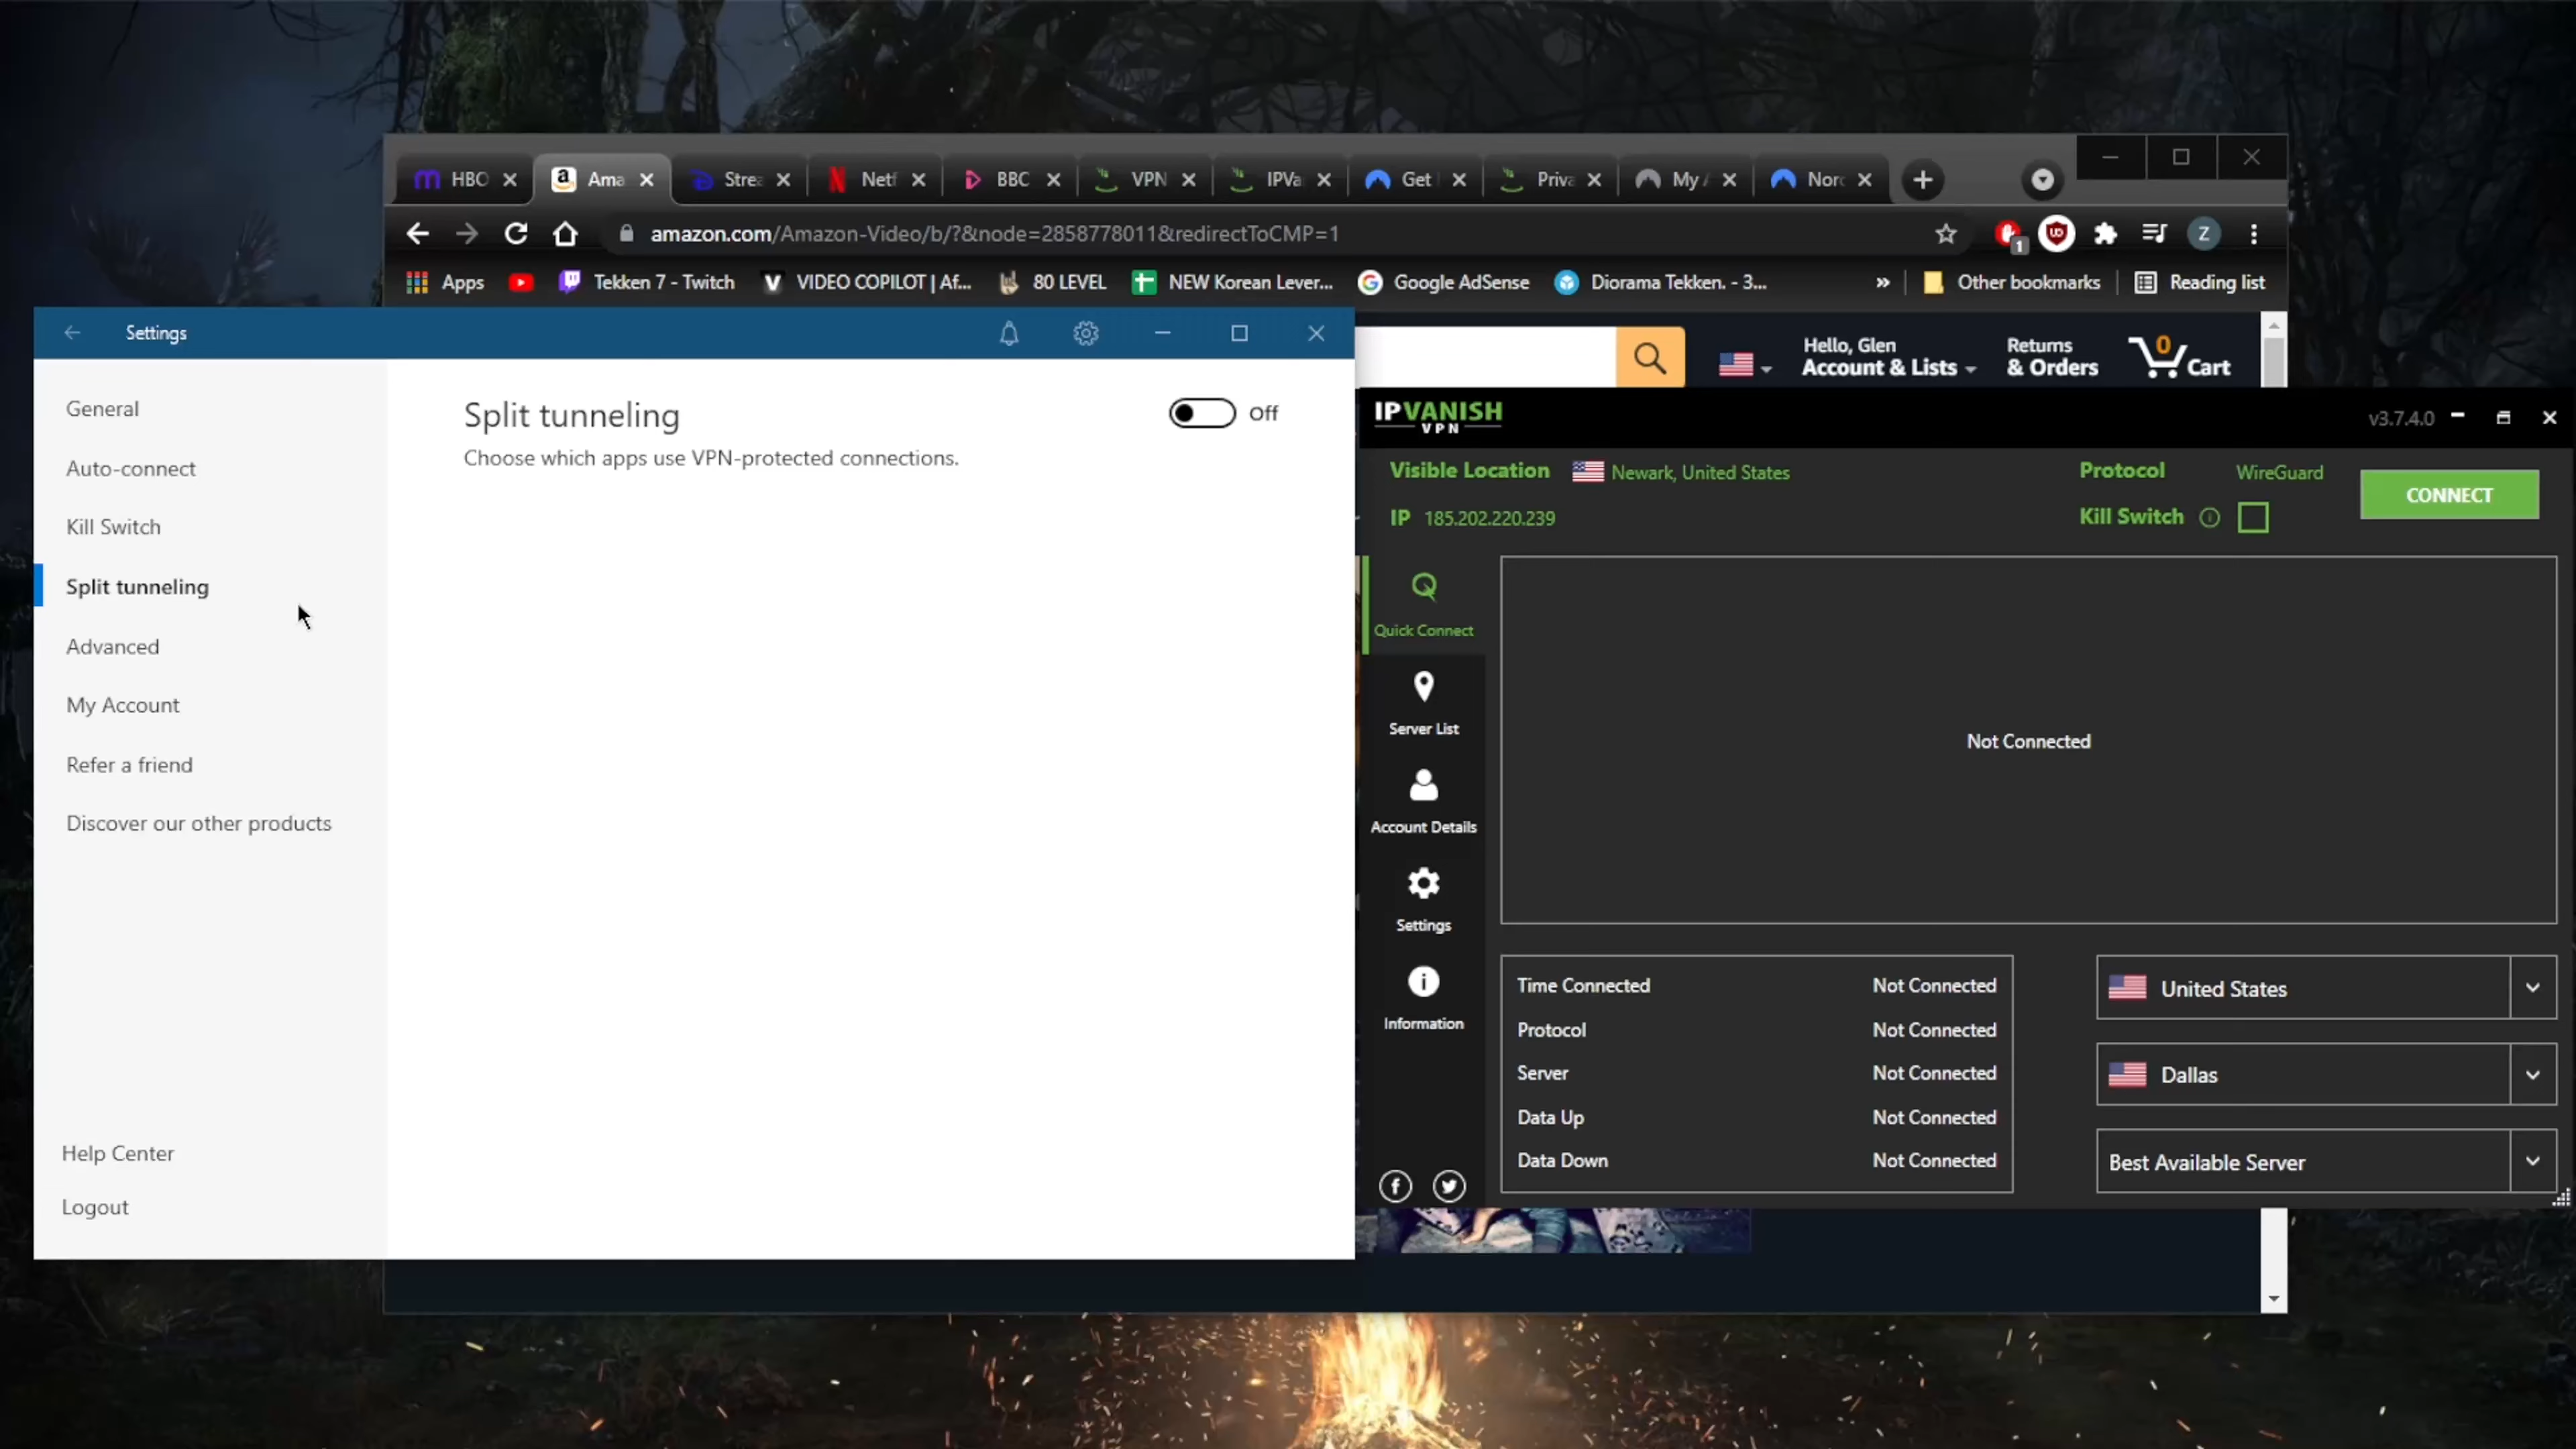 HBO
Ama
Strea
Netf
BBC
VPN
IPVa
Get
Priva
My A
Nord
amazon.com/Amazon-Video/b/?&node=2858778011&redirectToCMP=1
1
Z
Apps
Tekken 7 - Twitch
VIDEO COPILOT | Af...
80 LEVEL
NEW Korean Lever...
Google AdSense
Diorama Tekken. - 3...
»
Other bookmarks
Reading list
Settings
General
Auto-connect
Kill Switch
Split tunneling
Advanced
My Account
Refer a friend
Discover our other products
Help Center
Logout
Split tunneling
Off
Choose which apps use VPN-protected connections.
Hello, Glen
Account & Lists
Returns
& Orders
0
Cart
IPVANISH
VPN
v3.7.4.0
Visible Location
Newark, United States
IP 185.202.220.239
Protocol
WireGuard
Kill Switch
CONNECT
Quick Connect
Server List
Account Details
Settings
Information
Not Connected
Time Connected Not Connected
Protocol Not Connected
Server Not Connected
Data Up Not Connected
Data Down Not Connected
United States
Dallas
Best Available Server